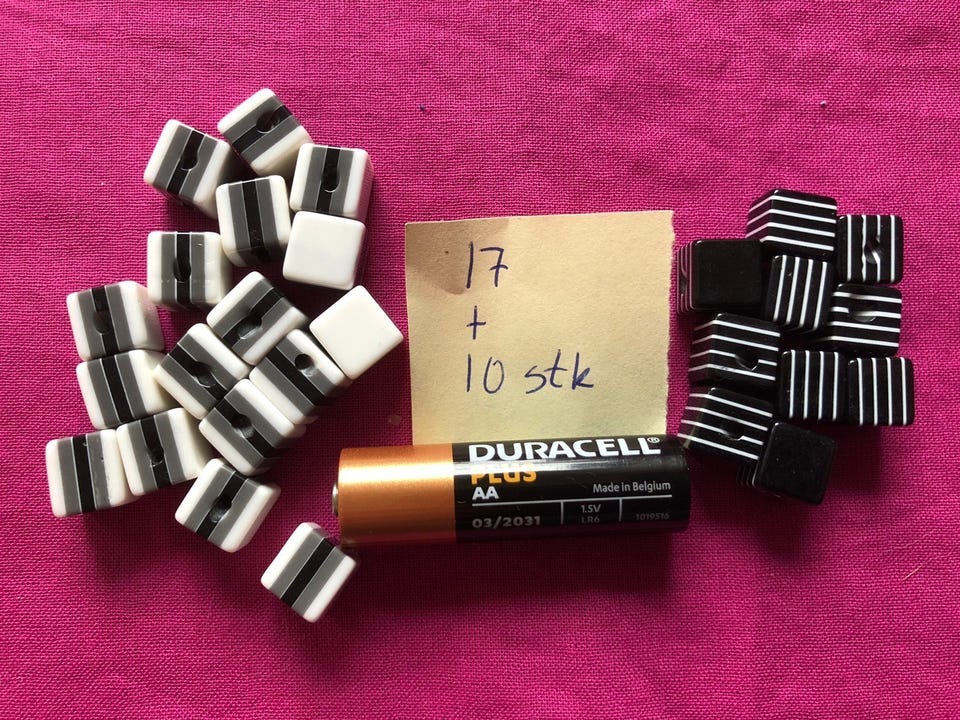 17
+
10 stk
DURACELL®
PLUS
AA
Made in Belgium
03/2031
1.5V
LR6
1019516